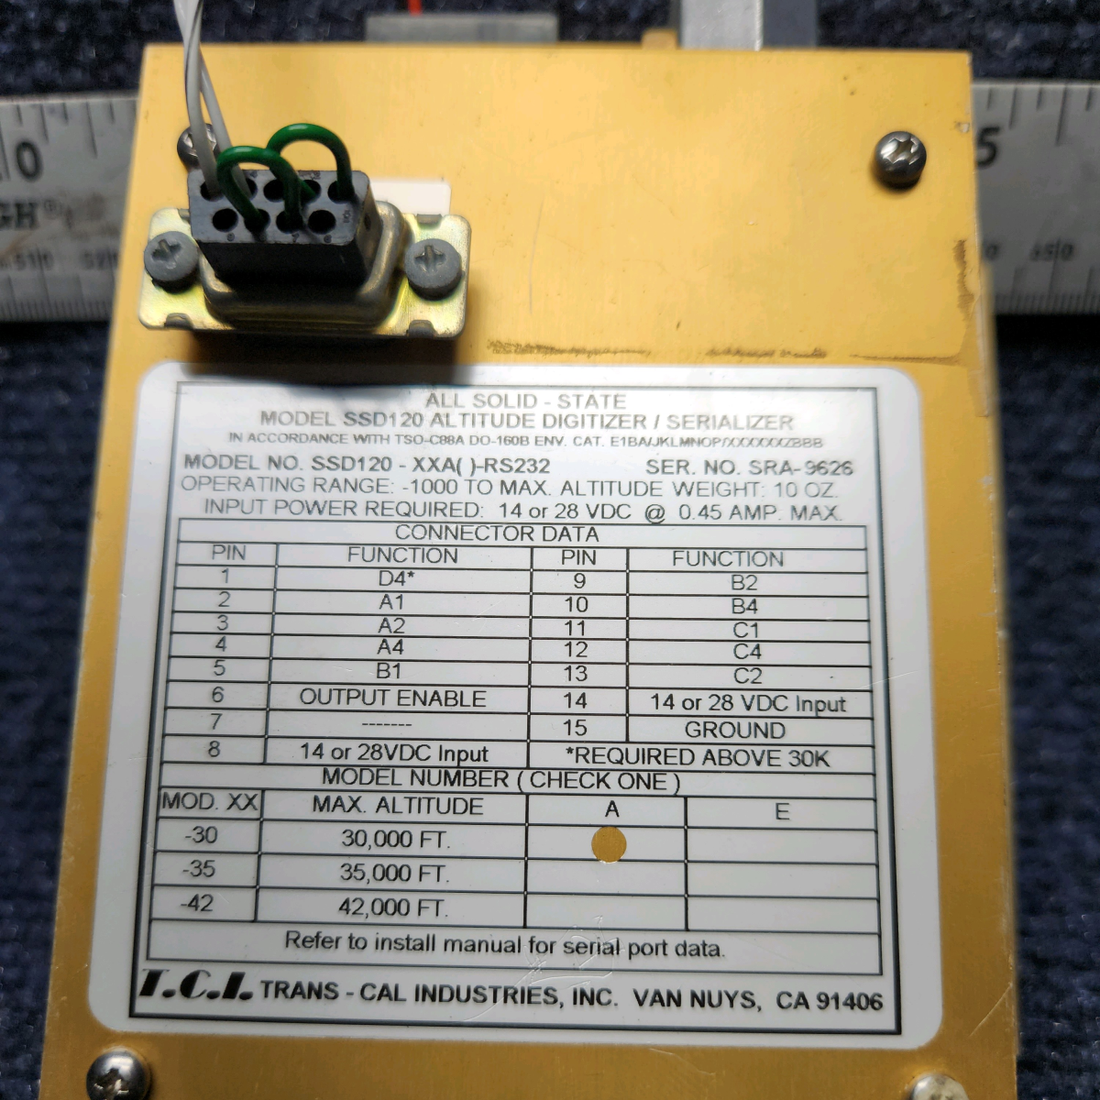 0
5
GH®
ALL SOLID - STATE
MODEL SSD120 ALTITUDE DIGITIZER / SERIALIZER
IN ACCORDANCE WITH TSO-C88A DO-160B ENV. CAT. E1BA/JKLMNOP/XXXXXXXZBBB
MODEL NO. SSD120 - XXA( )-RS232 SER. NO. SRA- 9626
OPERATING RANGE: -1000 TO MAX. ALTITUDE WEIGHT: 10 OZ.
INPUT POWER REQUIRED: 14 or 28 VDC @ 0.45 AMP. MAX.
CONNECTOR DATA
PIN FUNCTION PIN FUNCTION
1 D4* 9 B2
2 A1 10 B4
3 A2 11 C1
4 A4 12 C4
5 B1 13 C2
6 OUTPUT ENABLE 14 14 or 28 VDC Input
7 ------- 15 GROUND
8 14 or 28VDC Input *REQUIRED ABOVE 30K
MODEL NUMBER ( CHECK ONE )
MOD. XX MAX. ALTITUDE A E
-30 30,000 FT.
-35 35,000 FT.
-42 42,000 FT.
Refer to install manual for serial port data.
T.C.I. TRANS - CAL INDUSTRIES, INC. VAN NUYS, CA 91406